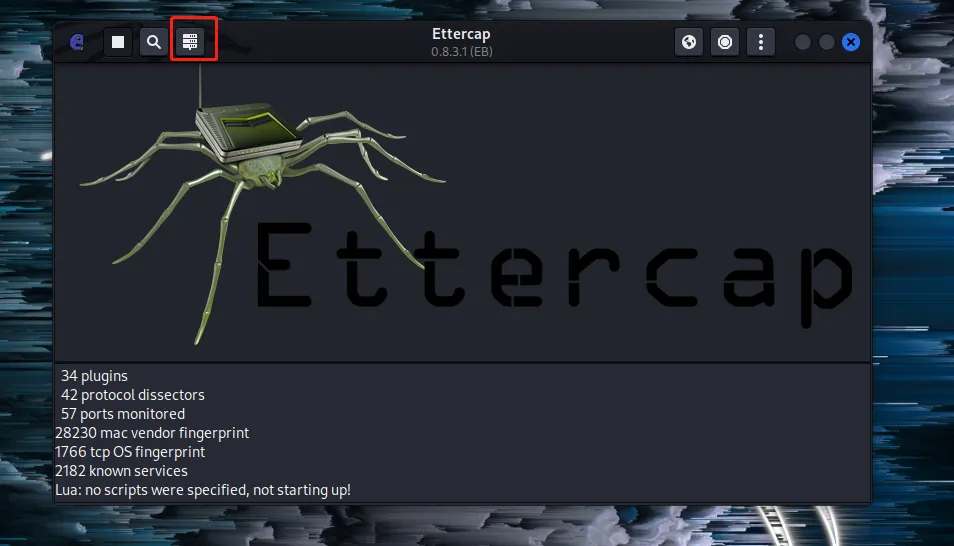 Ettercap
0.8.3.1 (EB)
Ettercap
34 plugins
42 protocol dissectors
57 ports monitored
28230 mac vendor fingerprint
1766 tcp OS fingerprint
2182 known services
Lua: no scripts were specified, not starting up!